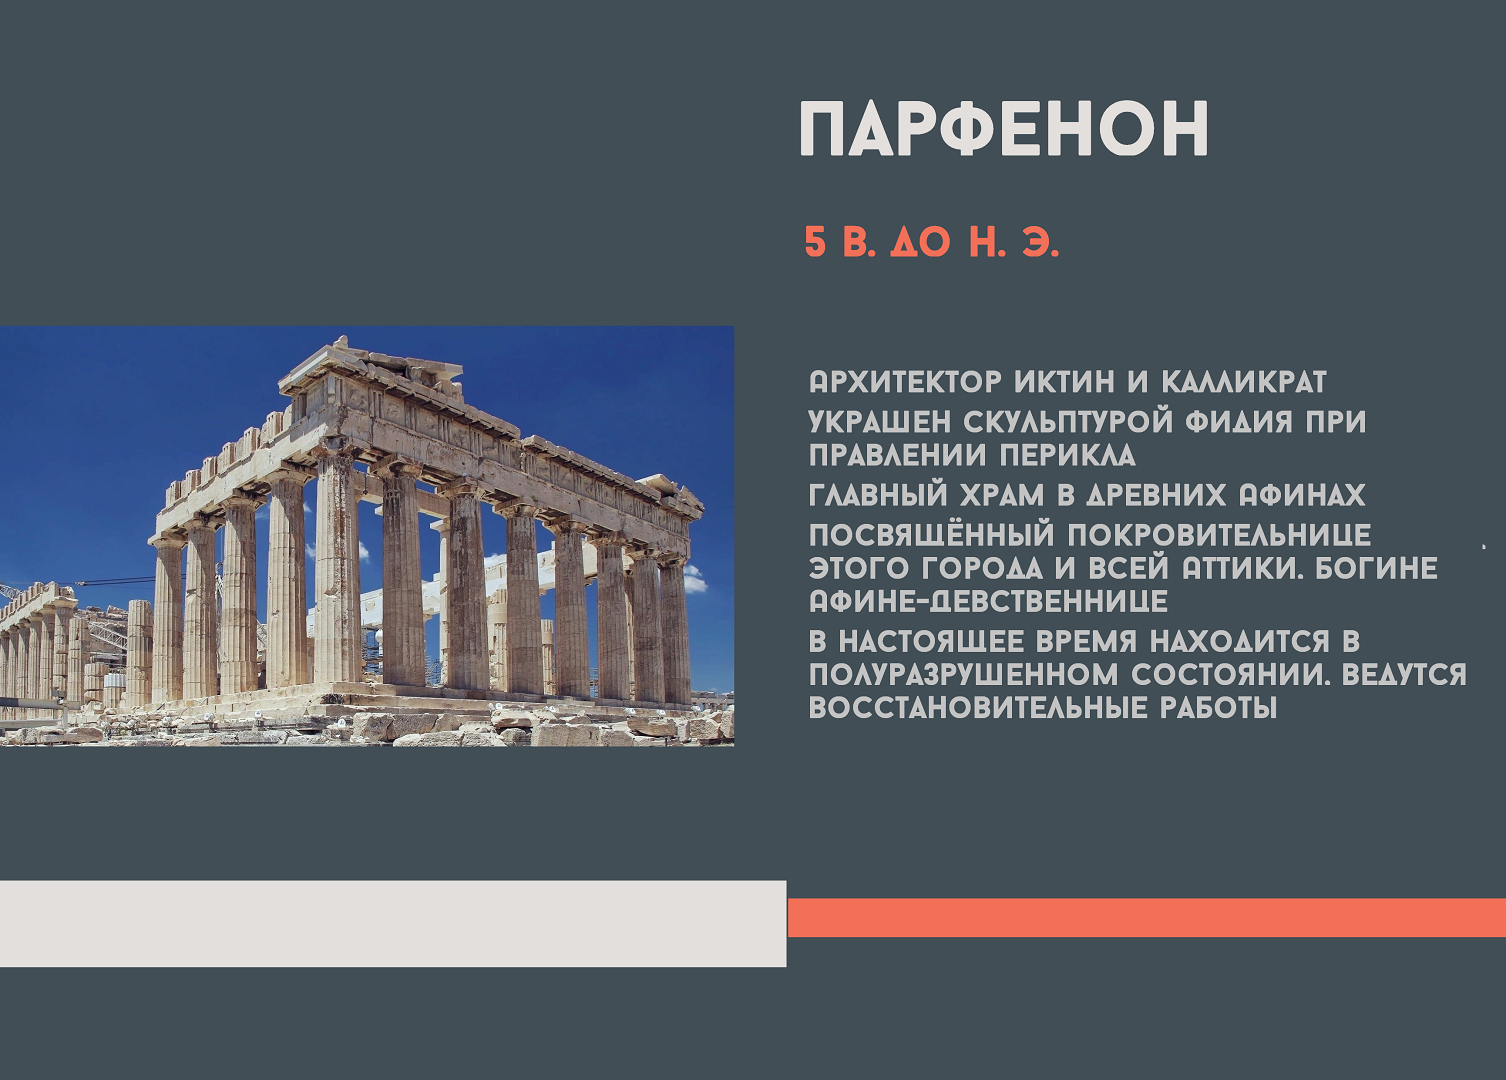 ПАРФЕНОН
5 В. ДО Н. Э.
АРХИТЕКТОР ИКТИН И КАЛЛИКРАТ
УКРАШЕН СКУЛЬПТУРОЙ ФИДИЯ ПРИ
ПРАВЛЕНИИ ПЕРИКЛА
ГЛАВНЫЙ ХРАМ В ДРЕВНИХ АФИНАХ
ПОСВЯЩЁННЫЙ ПОКРОВИТЕЛЬНИЦЕ
ЭТОГО ГОРОДА И ВСЕЙ АТТИКИ. БОГИНЕ
АФИНЕ-ДЕВСТВЕННИЦЕ
В НАСТОЯЩЕЕ ВРЕМЯ НАХОДИТСЯ В
ПОЛУРАЗРУШЕННОМ СОСТОЯНИИ. ВЕДУТСЯ
ВОССТАНОВИТЕЛЬНЫЕ РАБОТЫ